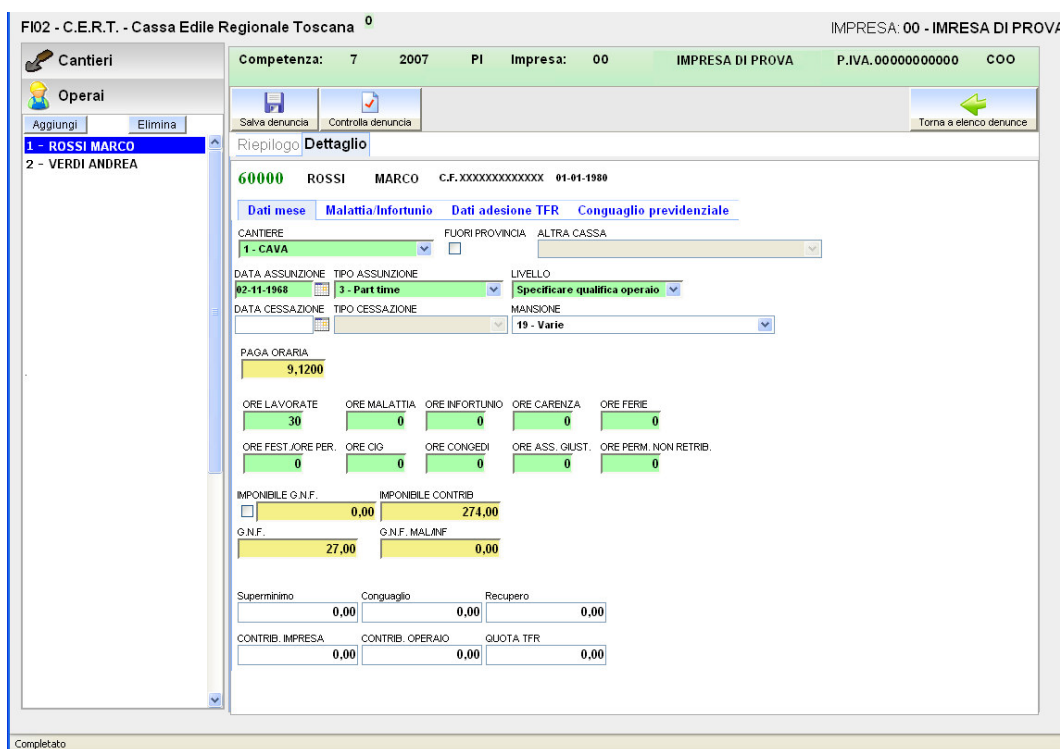 FI02 - C.E.R.T. - Cassa Edile Regionale Toscana 0
IMPRESA: 00 - IMRESA DI PROVA
Cantieri
Operai
Aggiungi Elimina
1 - ROSSI MARCO
2 - VERDI ANDREA
Competenza: 7 2007 PI Impresa: 00 IMPRESA DI PROVA P.IVA.00000000000 COO
Salva denuncia Controlla denuncia Torna a elenco denunce
Riepilogo Dettaglio
60000 ROSSI MARCO C.F. XXXXXXXXXXXXX 01-01-1980
Dati mese Malattia/Infortunio Dati adesione TFR Conguaglio previdenziale
CANTIERE FUORI PROVINCIA ALTRA CASSA
1 - CAVA
DATA ASSUNZIONE TIPO ASSUNZIONE LIVELLO
02-11-1968 3 - Part time Specificare qualifica operaio
DATA CESSAZIONE TIPO CESSAZIONE MANSIONE
19 - Varie
PAGA ORARIA
9,1200
ORE LAVORATE ORE MALATTIA ORE INFORTUNIO ORE CARENZA ORE FERIE
30 0 0 0 0
ORE FEST./ORE PER. ORE CIG ORE CONGEDI ORE ASS. GIUST. ORE PERM. NON RETRIB.
0 0 0 0 0
IMPONIBILE G.N.F. IMPONIBILE CONTRIB
0,00 274,00
G.N.F. G.N.F. MAL/INF
27,00 0,00
Superminimo Conguaglio Recupero
0,00 0,00 0,00
CONTRIB. IMPRESA CONTRIB. OPERAIO QUOTA TFR
0,00 0,00 0,00
Completato